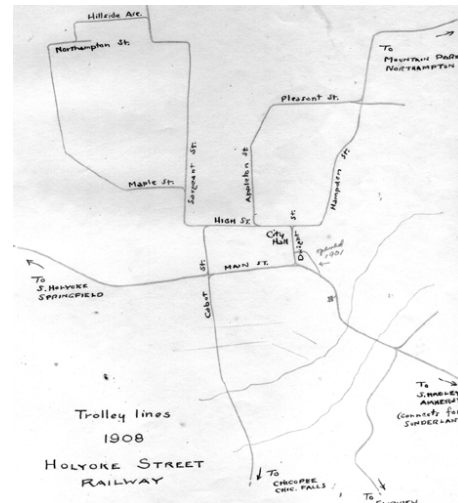 Hillside Ave.
Northampton St.
To
MOUNTAIN PARK
NORTHAMPTON
Pleasant St.
Sargeant St.
Appleton St.
Hampden St.
Maple St.
HIGH ST.
City
Hall
Dwight St.
opened
1901
MAIN ST.
Cabot St.
To
S. HOLYOKE
SPRINGFIELD
To
S. HADLEY
AMHERST
(connects for
SUNDERLAND
Trolley lines
1908
HOLYOKE STREET
RAILWAY
To
CHICOPEE
CHIC. FALLS
To